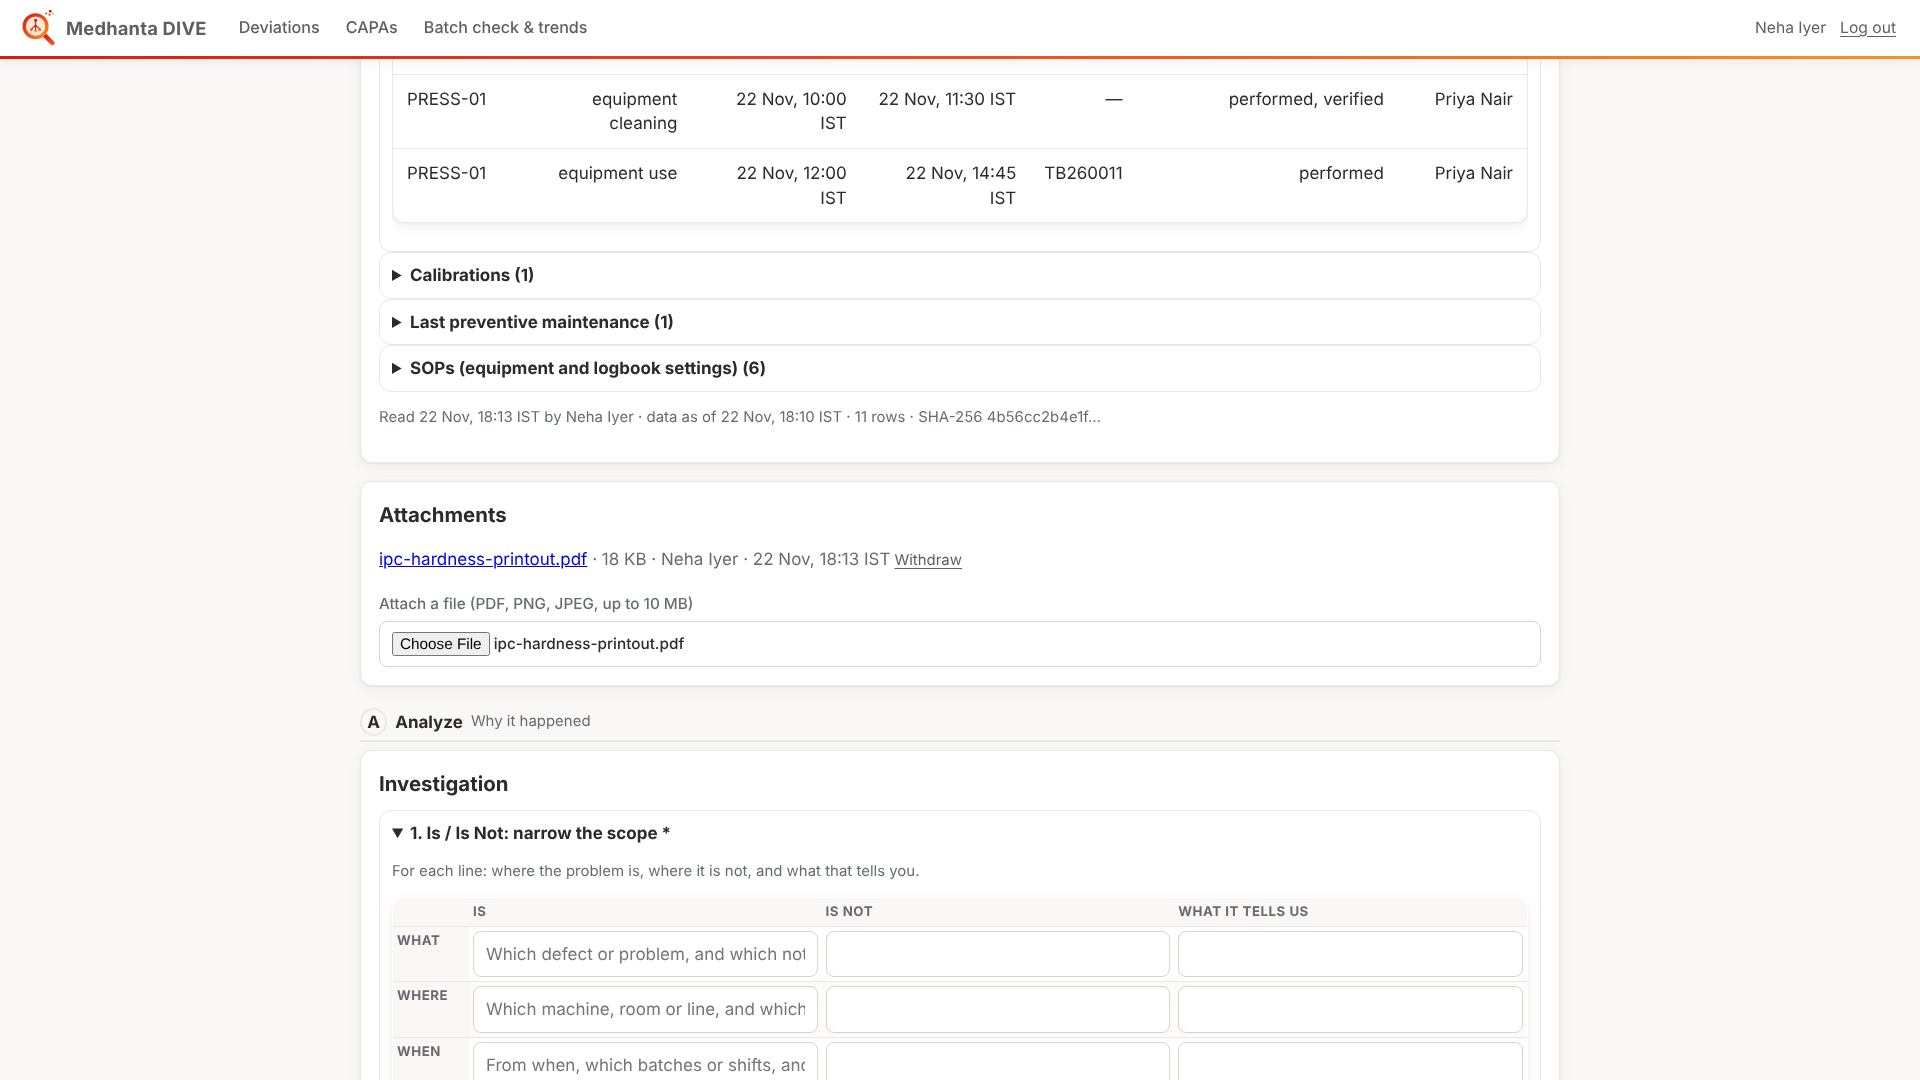 Medhanta DIVE Deviations CAPAs Batch check & trends Neha Iyer Log out
PRESS-01 equipment cleaning 22 Nov, 10:00 IST 22 Nov, 11:30 IST — performed, verified Priya Nair
PRESS-01 equipment use 22 Nov, 12:00 IST 22 Nov, 14:45 IST TB260011 performed Priya Nair
Calibrations (1)
Last preventive maintenance (1)
SOPs (equipment and logbook settings) (6)
Read 22 Nov, 18:13 IST by Neha Iyer · data as of 22 Nov, 18:10 IST · 11 rows · SHA-256 4b56cc2b4e1f…
Attachments
ipc-hardness-printout.pdf · 18 KB · Neha Iyer · 22 Nov, 18:13 IST Withdraw
Attach a file (PDF, PNG, JPEG, up to 10 MB)
Choose File ipc-hardness-printout.pdf
A Analyze Why it happened
Investigation
1. Is / Is Not: narrow the scope *
For each line: where the problem is, where it is not, and what that tells you.
IS IS NOT WHAT IT TELLS US
WHAT Which defect or problem, and which not
WHERE Which machine, room or line, and which
WHEN From when, which batches or shifts, and